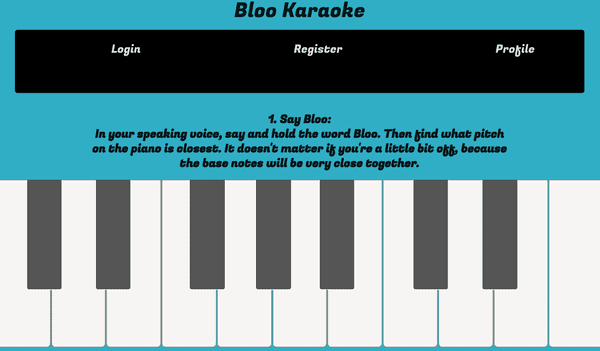 Bloo Karaoke
Login Register Profile
1. Say Bloo:
In your speaking voice, say and hold the word Bloo. Then find what pitch
on the piano is closest. It doesn't matter if you're a little bit off, because
the base notes will be very close together.